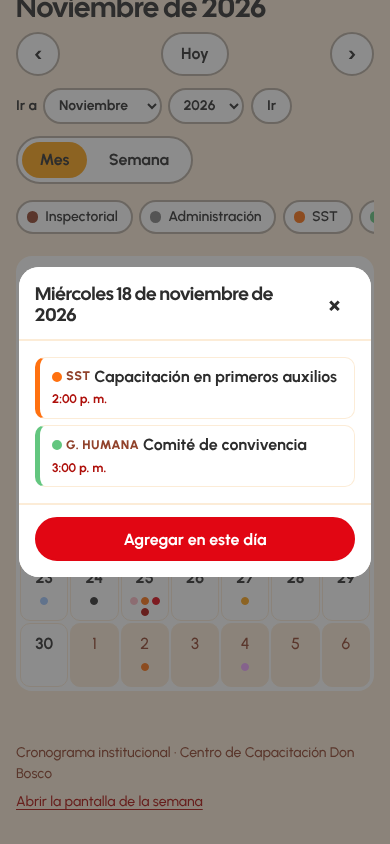 Noviembre de 2026
‹ Hoy ›
Ir a Noviembre 2026 Ir
Mes Semana
Inspectorial Administración SST
Miércoles 18 de noviembre de
2026
×
SST Capacitación en primeros auxilios
2:00 p. m.
G. HUMANA Comité de convivencia
3:00 p. m.
Agregar en este día
23 24 25 26 27 28 29
30 1 2 3 4 5 6
Cronograma institucional · Centro de Capacitación Don
Bosco
Abrir la pantalla de la semana